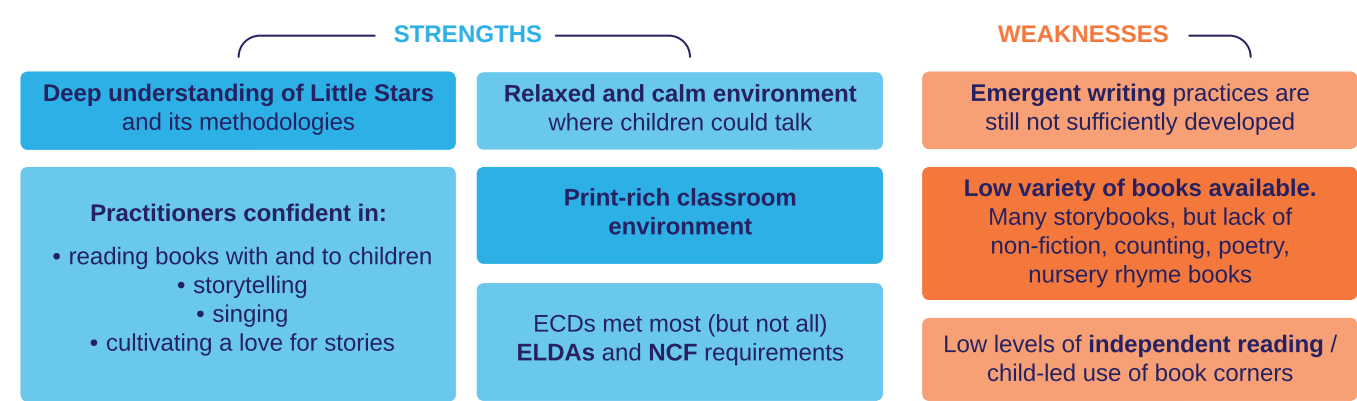 STRENGTHS
Deep understanding of Little Stars
and its methodologies
Practitioners confident in:
• reading books with and to children
• storytelling
• singing
• cultivating a love for stories
Relaxed and calm environment
where children could talk
Print-rich classroom
environment
ECDs met most (but not all)
ELDAs and NCF requirements
WEAKNESSES
Emergent writing practices are
still not sufficiently developed
Low variety of books available.
Many storybooks, but lack of
non-fiction, counting, poetry,
nursery rhyme books
Low levels of independent reading /
child-led use of book corners